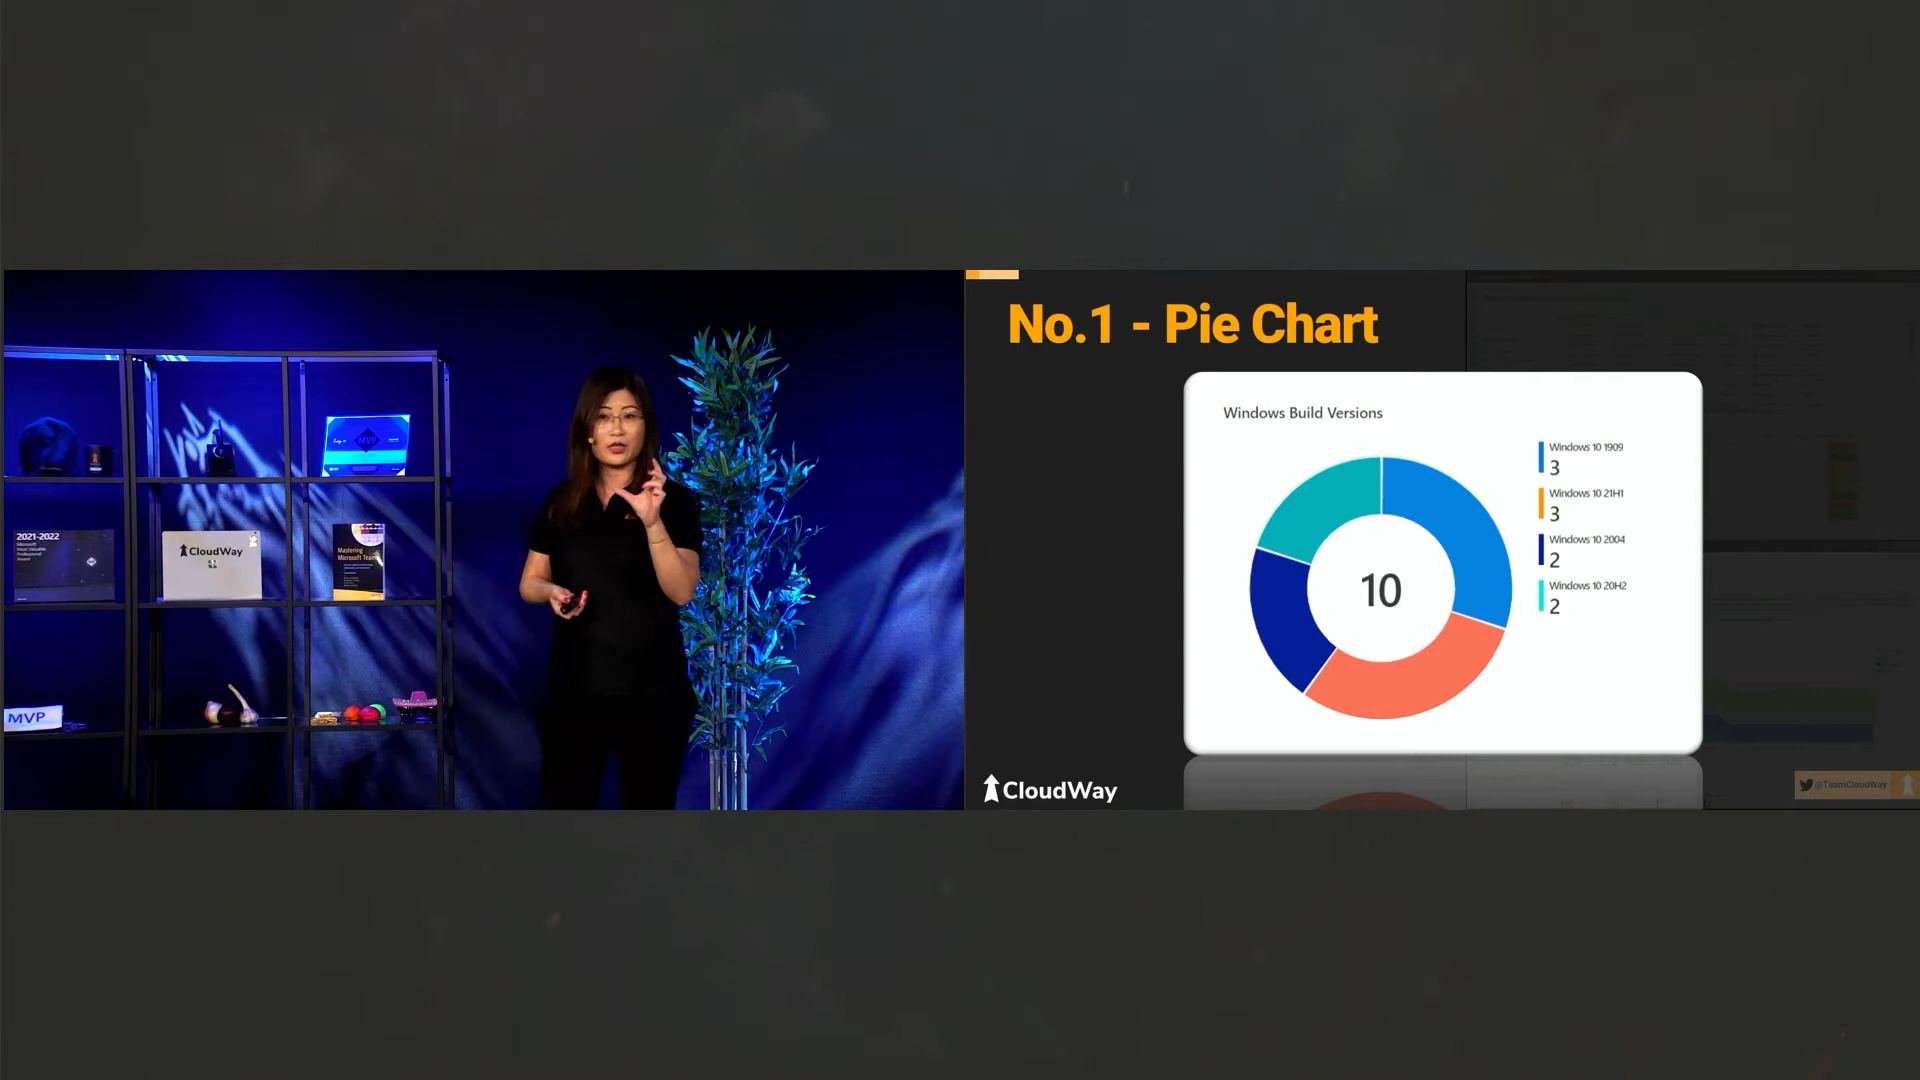 MVP
2021-2022
Microsoft
Most Valuable
Professional
Award
CloudWay
Mastering
Microsoft Teams
MVP
No.1 - Pie Chart
Windows Build Versions
10
Windows 10 1909
3
Windows 10 21H1
3
Windows 10 2004
2
Windows 10 20H2
2
CloudWay
@TeamCloudWay